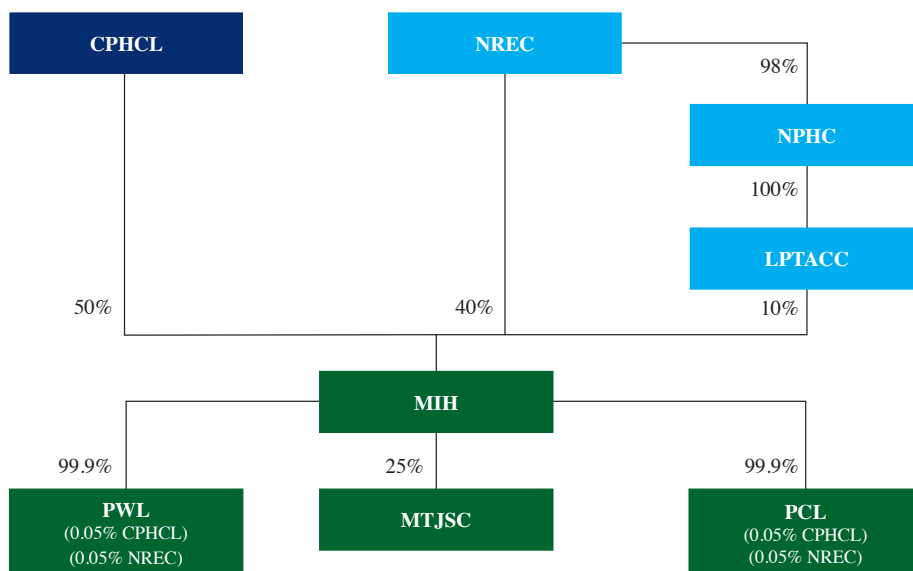 CPHCL
NREC
98%
NPHC
100%
LPTACC
50%
40%
10%
MIH
99.9%
25%
99.9%
PWL
(0.05% CPHCL)
(0.05% NREC)
MTJSC
PCL
(0.05% CPHCL)
(0.05% NREC)